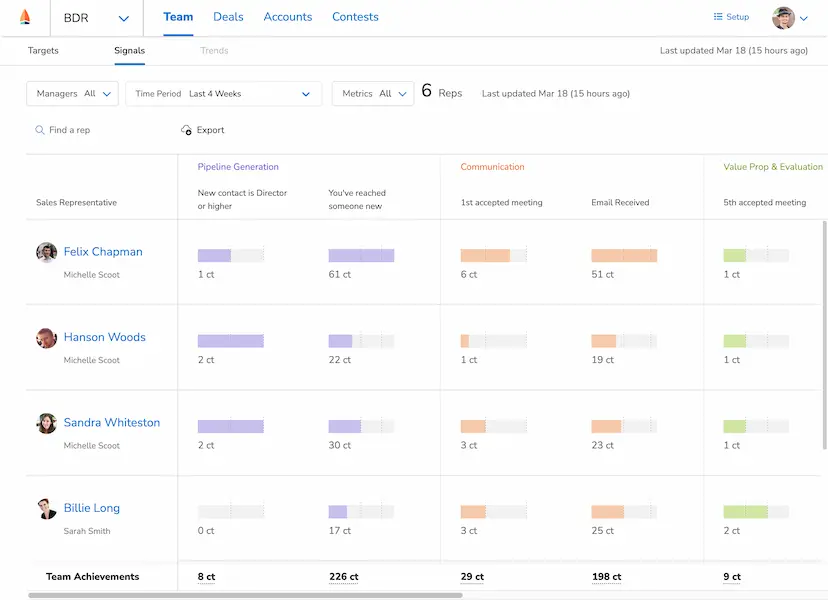 BDR Team Deals Accounts Contests Setup
Targets Signals Trends Last updated Mar 18 (15 hours ago)
Managers All Time Period Last 4 Weeks Metrics All 6 Reps Last updated Mar 18 (15 hours ago)
Find a rep Export
Pipeline Generation Communication Value Prop & Evaluation
New contact is Director You've reached
Sales Representative 1st accepted meeting Email Received 5th accepted meeting
or higher someone new
Felix Chapman
Michelle Scoot 1 ct 61 ct 6 ct 51 ct 1 ct
Hanson Woods
Michelle Scoot 2 ct 22 ct 1 ct 19 ct 1 ct
Sandra Whiteston
Michelle Scoot 2 ct 30 ct 3 ct 23 ct 1 ct
Billie Long
Sarah Smith 0 ct 17 ct 3 ct 25 ct 2 ct
Team Achievements 8 ct 226 ct 29 ct 198 ct 9 ct